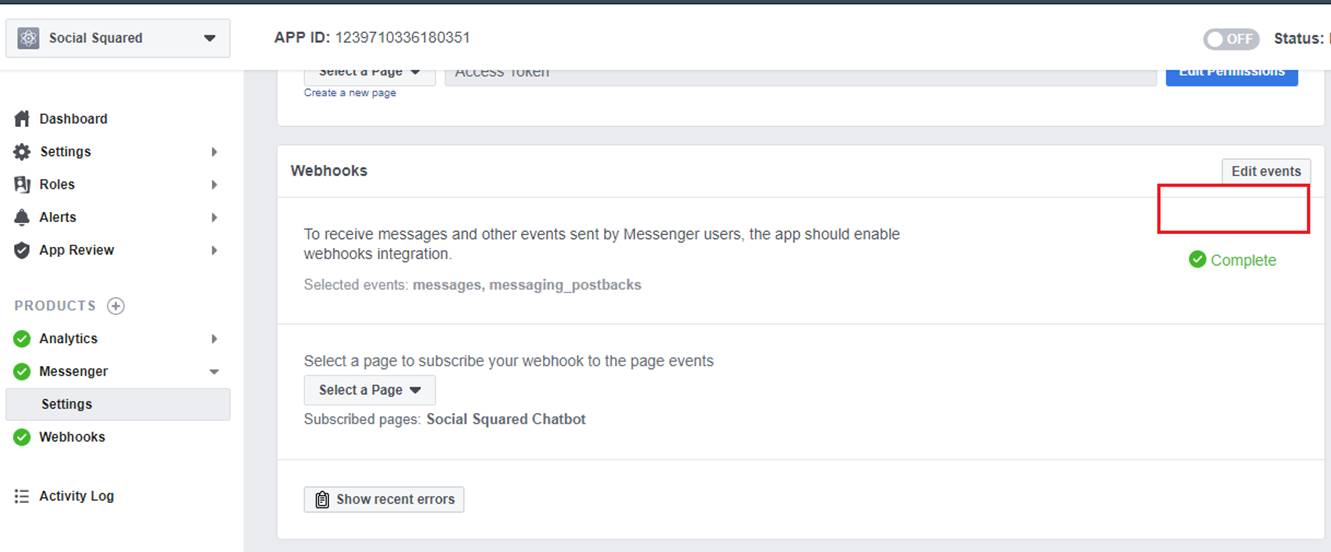 Social Squared
APP ID: 1239710336180351
OFF
Status:
Select a Page
Access Token
Edit Permissions
Create a new page
Dashboard
Settings
Roles
Alerts
App Review
PRODUCTS
Analytics
Messenger
Settings
Webhooks
Activity Log
Webhooks
Edit events
To receive messages and other events sent by Messenger users, the app should enable
webhooks integration.
Complete
Selected events: messages, messaging_postbacks
Select a page to subscribe your webhook to the page events
Select a Page
Subscribed pages: Social Squared Chatbot
Show recent errors